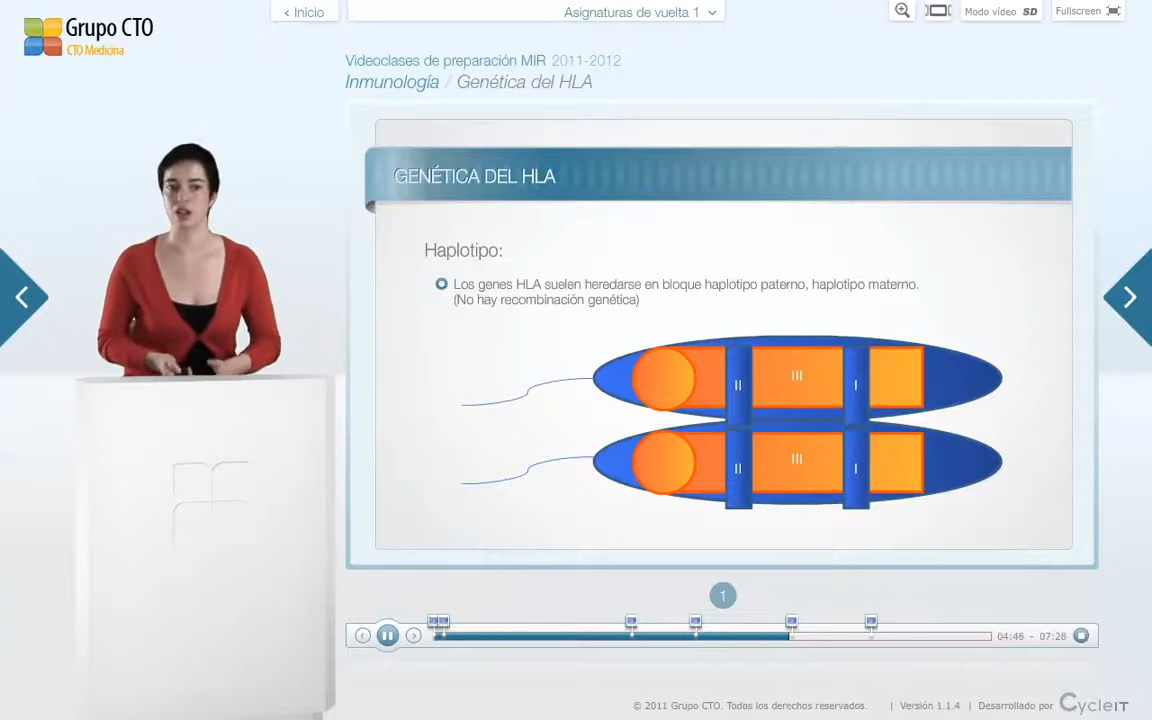 Grupo CTO
CTO Medicina
‹ Inicio
Asignaturas de vuelta 1
Modo vídeo SD
Fullscreen
Videoclases de preparación MIR 2011-2012
Inmunología / Genética del HLA
GENÉTICA DEL HLA
Haplotipo:
Los genes HLA suelen heredarse en bloque haplotipo paterno, haplotipo materno.
(No hay recombinación genética)
II III I
II III I
1
04:46 - 07:28
© 2011 Grupo CTO. Todos los derechos reservados. | Versión 1.1.4 | Desarrollado por CycleIT